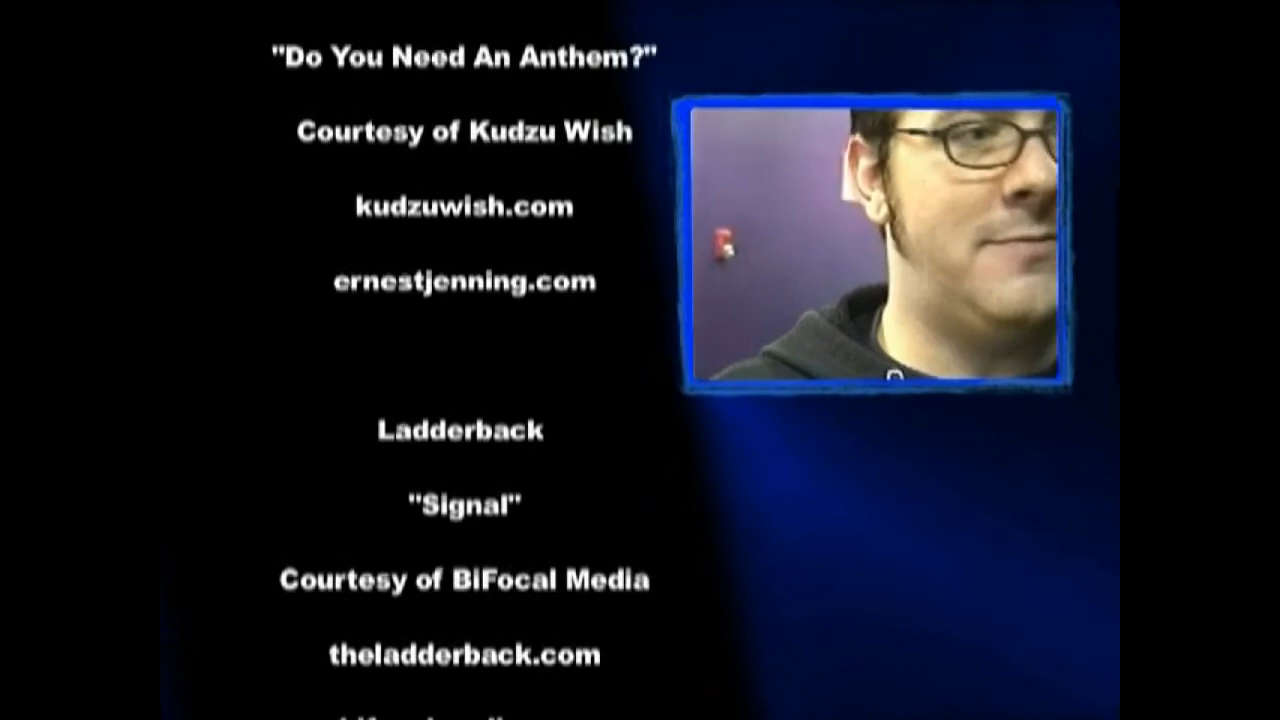 "Do You Need An Anthem?"
Courtesy of Kudzu Wish
kudzuwish.com
ernestjenning.com
Ladderback
"Signal"
Courtesy of BiFocal Media
theladderback.com